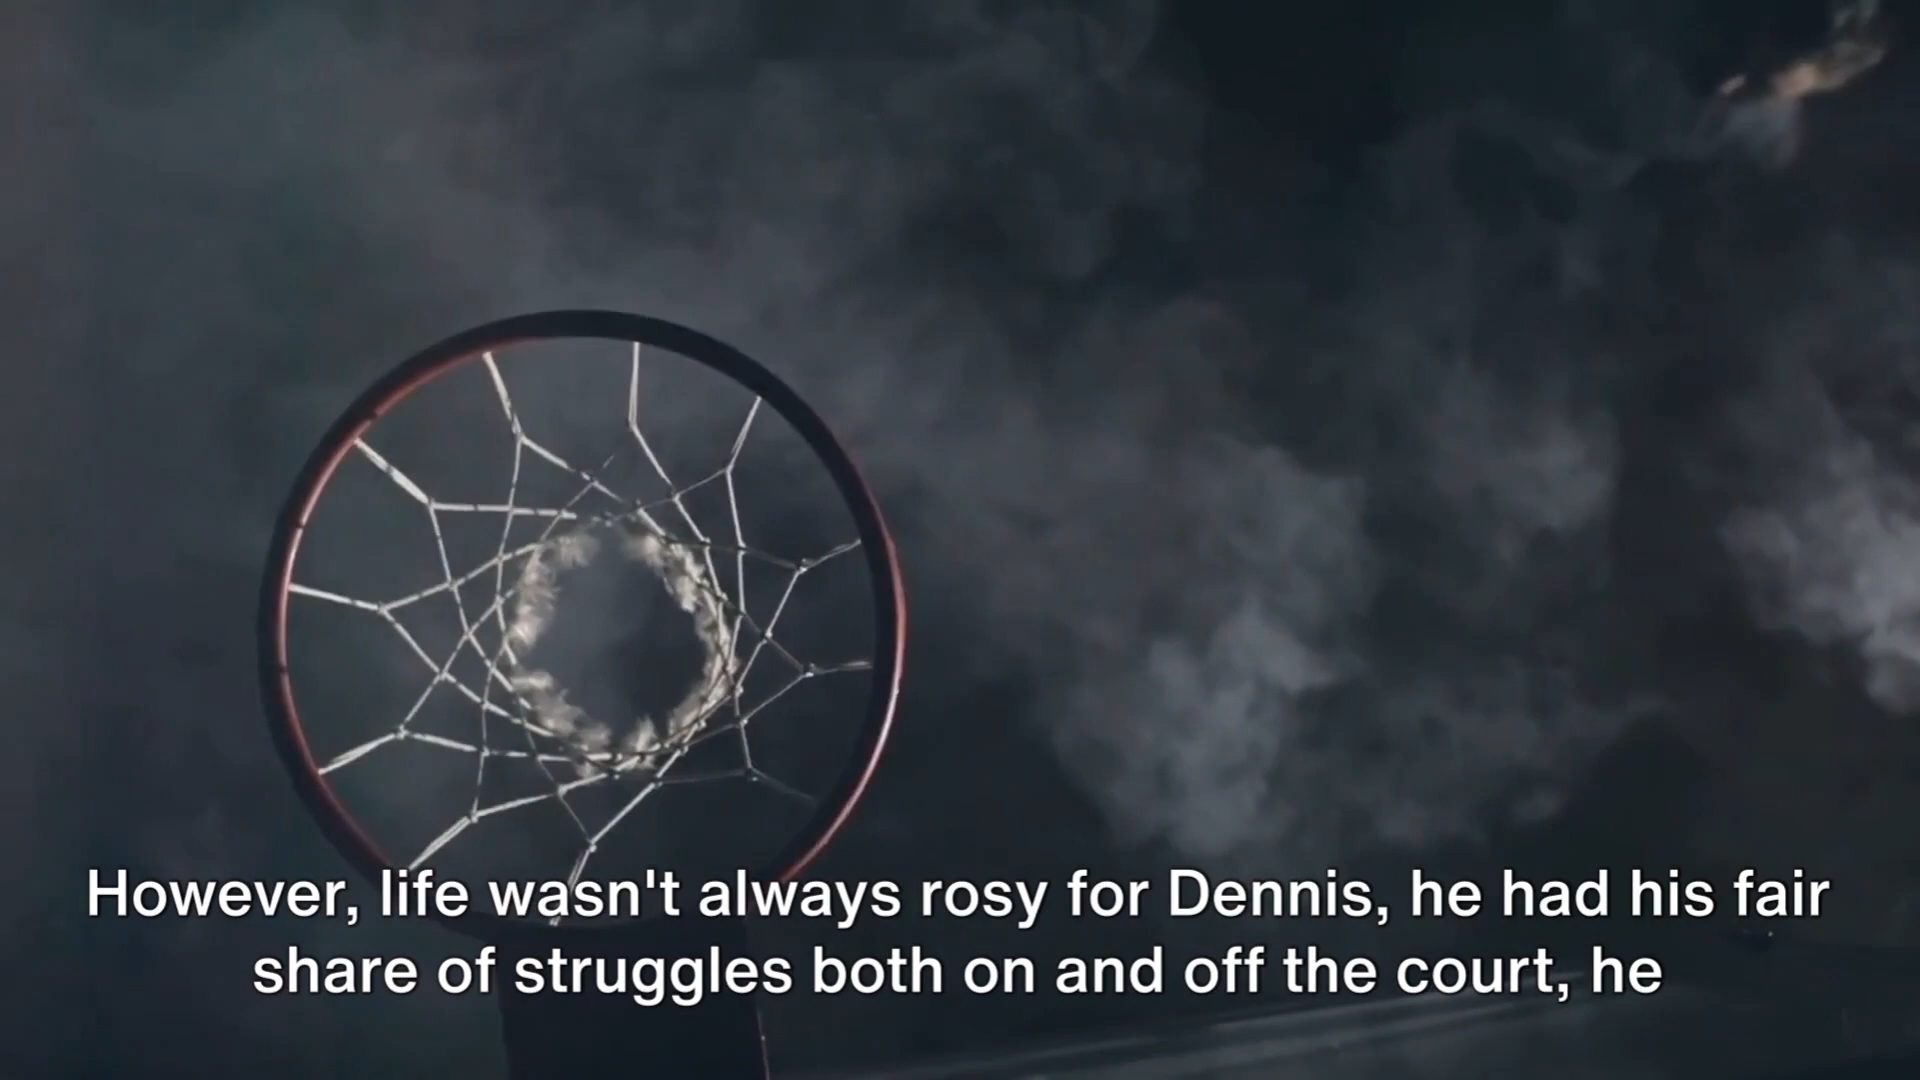 However, life wasn't always rosy for Dennis, he had his fair
share of struggles both on and off the court, he